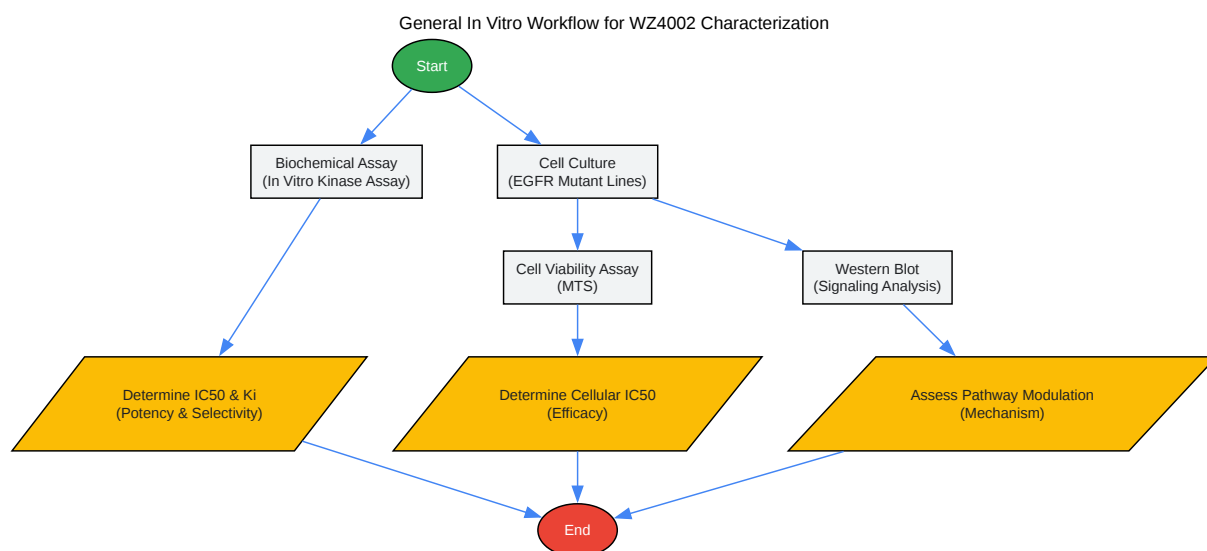 General In Vitro Workflow for WZ4002 Characterization
Start
Biochemical Assay
(In Vitro Kinase Assay)
Cell Culture
(EGFR Mutant Lines)
Cell Viability Assay
(MTS)
Western Blot
(Signaling Analysis)
Determine IC50 & Ki
(Potency & Selectivity)
Determine Cellular IC50
(Efficacy)
Assess Pathway Modulation
(Mechanism)
End